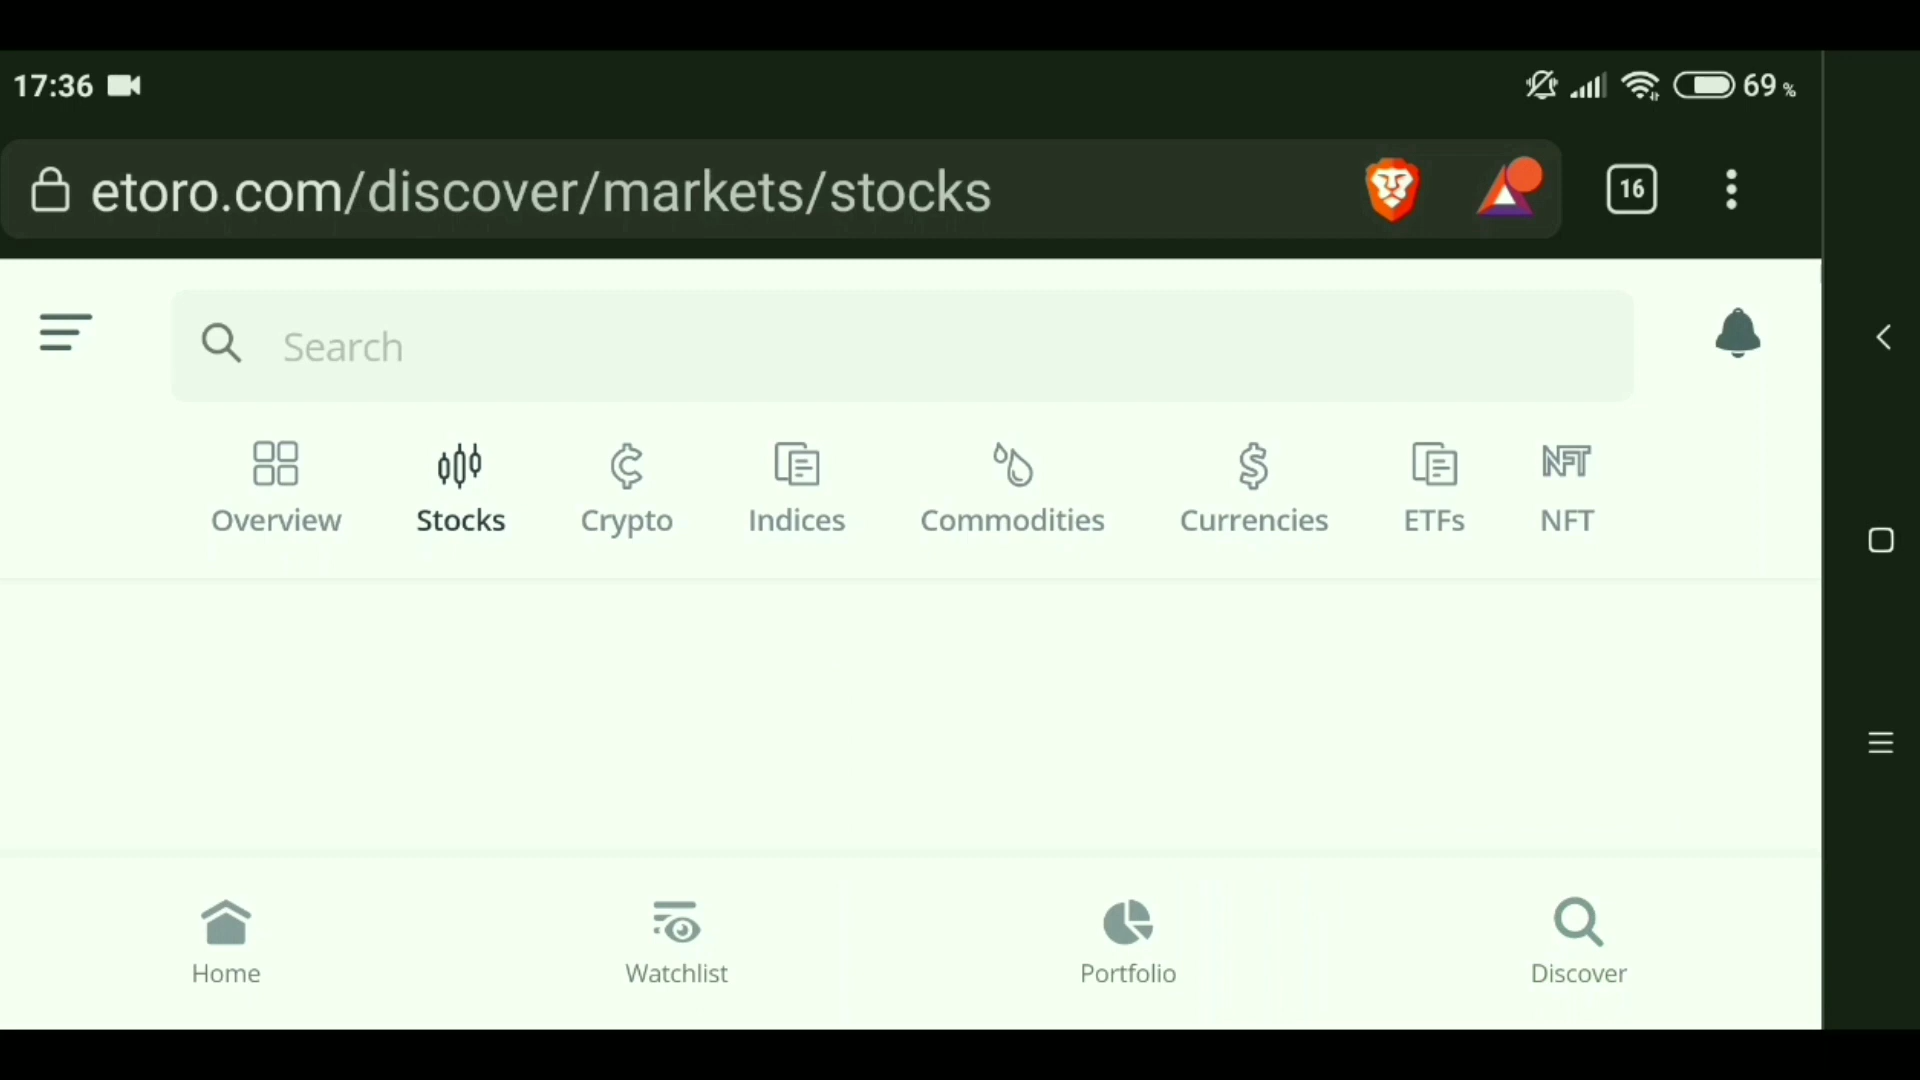 17:36 69 %
etoro.com/discover/markets/stocks 16
Search
NFT
Overview Stocks Crypto Indices Commodities Currencies ETFs NFT
Home Watchlist Portfolio Discover